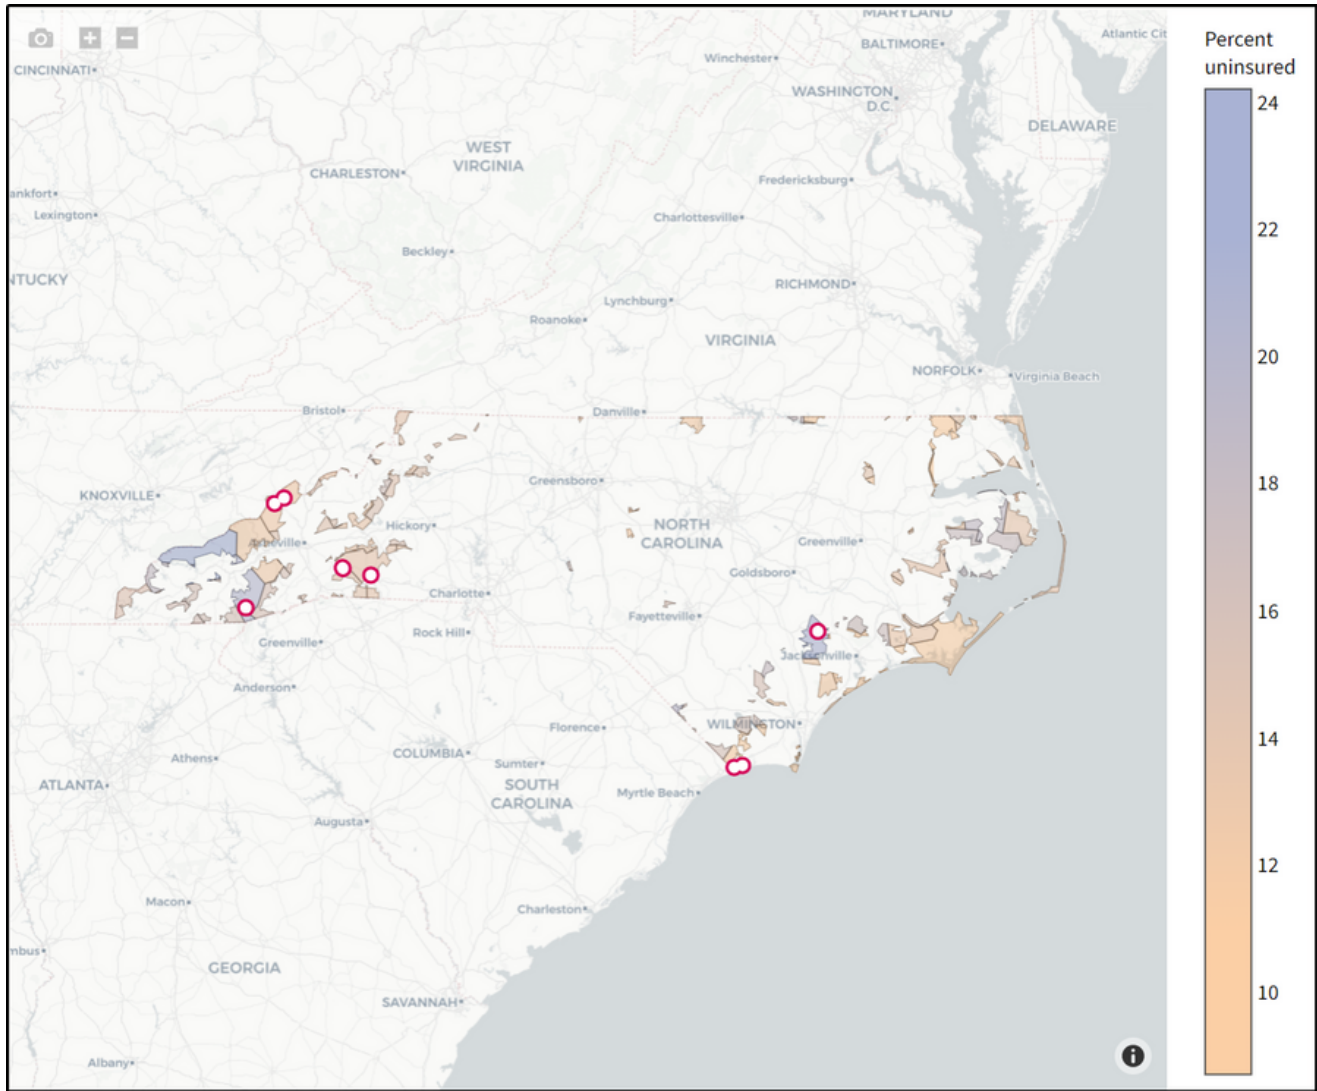 MARYLAND
Atlantic Cit
BALTIMORE
Winchester
CINCINNATI
WASHINGTON
D.C.
DELAWARE
WEST
VIRGINIA
CHARLESTON
Fredericksburg
ankfort
Lexington
Charlottesville
Beckley
NTUCKY
RICHMOND
Lynchburg
Roanoke
VIRGINIA
NORFOLK
Virginia Beach
Bristol
Danville
Greensboro
KNOXVILLE
Hickory
NORTH
CAROLINA
Greenville
Asheville
Goldsboro
Charlotte
Fayetteville
Rock Hill
Greenville
Jacksonville
Anderson
WILMINGTON
Florence
COLUMBIA
Athens
Sumter
ATLANTA
SOUTH
CAROLINA
Myrtle Beach
Augusta
Macon
Charleston
mbus
GEORGIA
SAVANNAH
Albany
i
Percent
uninsured
24
22
20
18
16
14
12
10